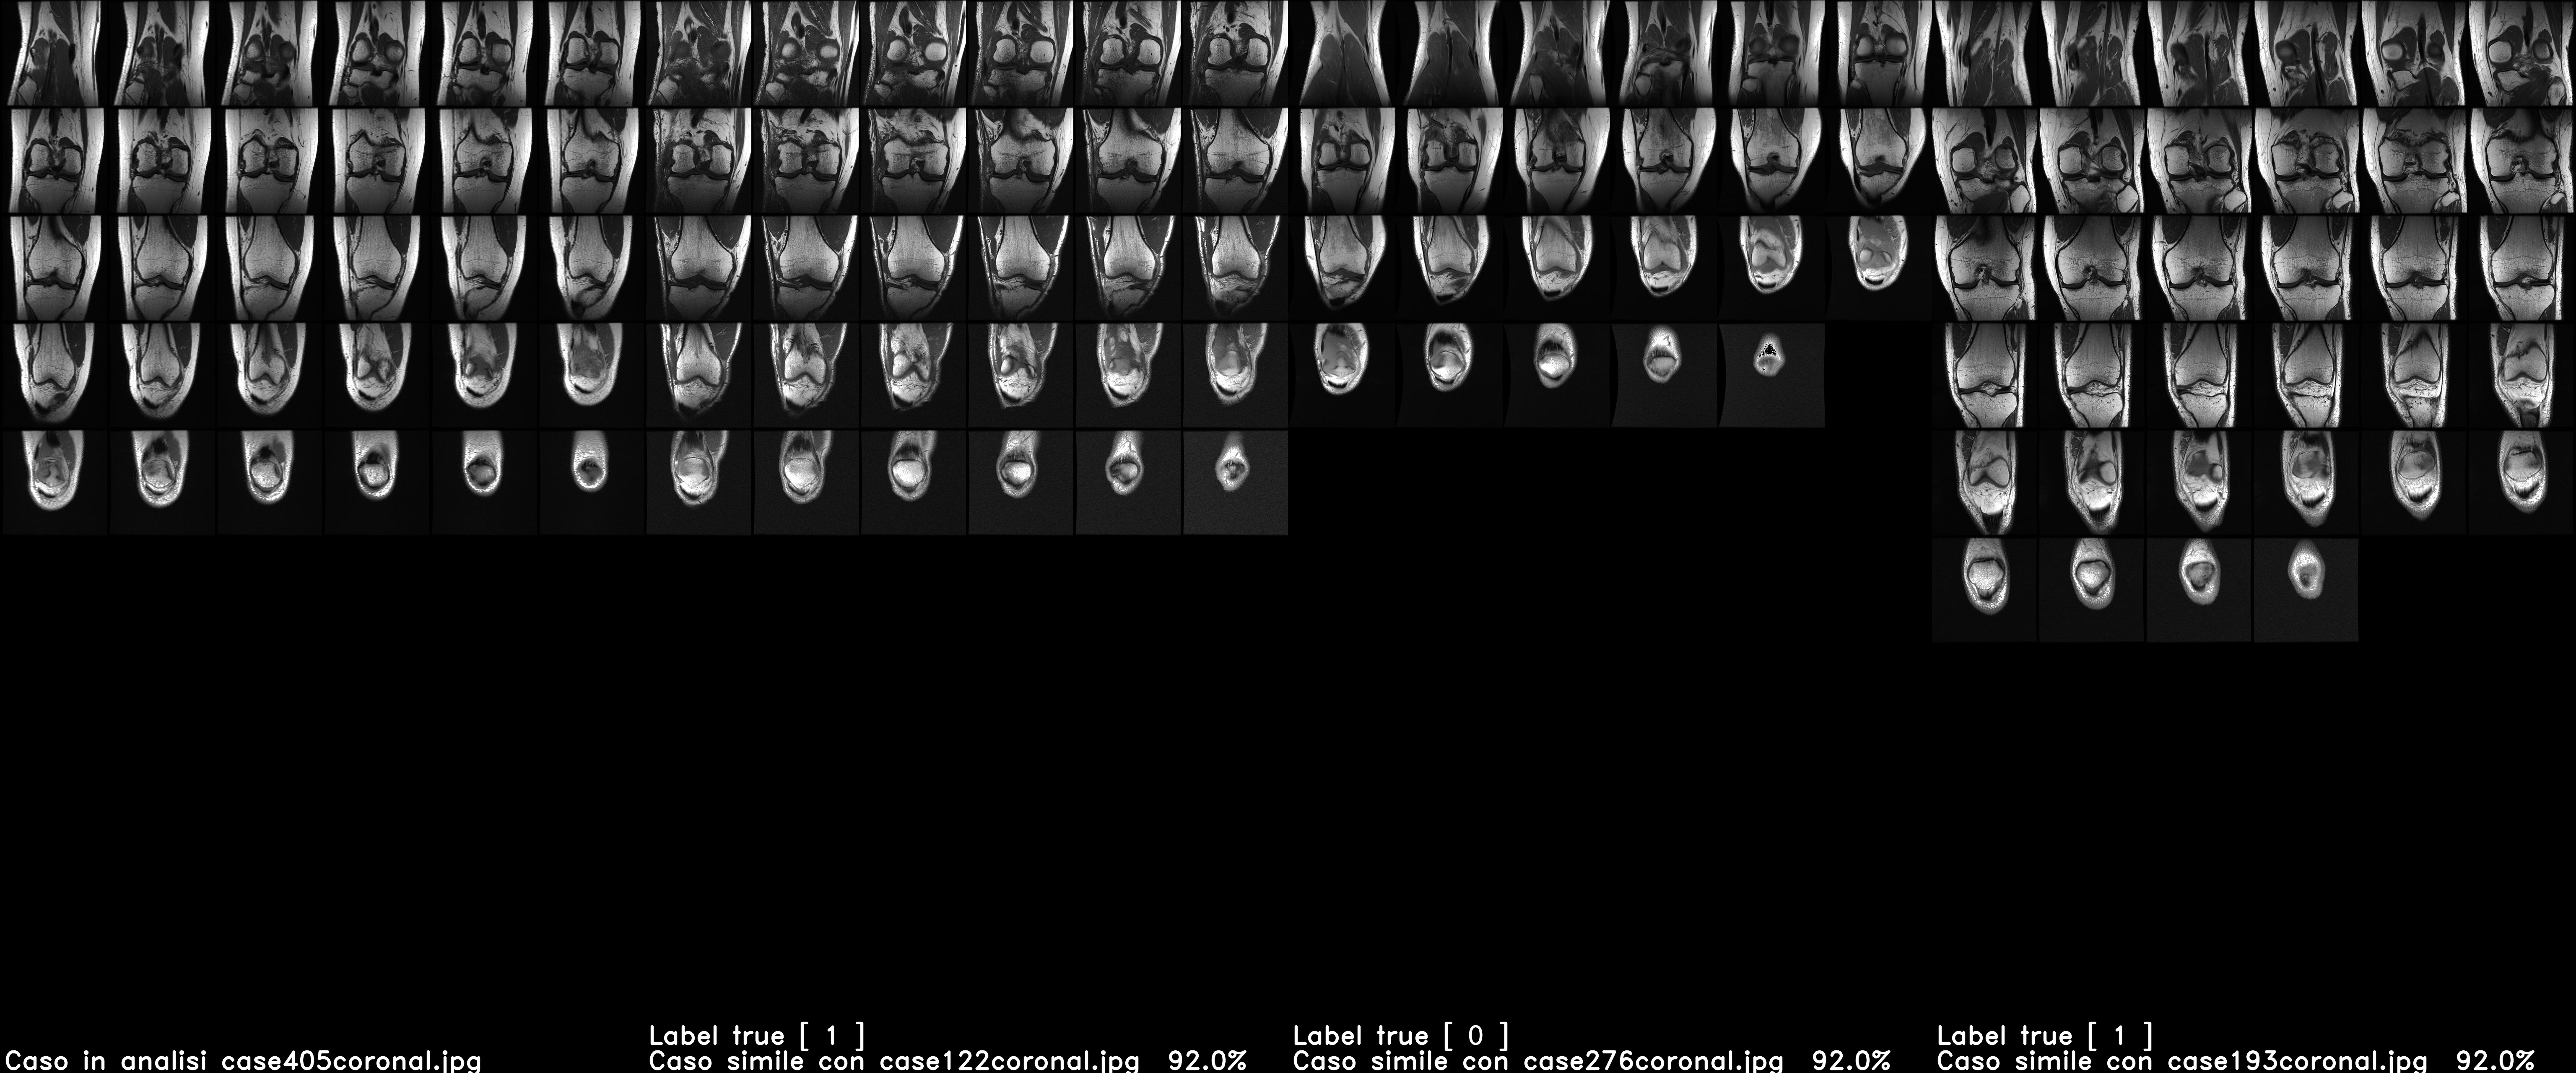 Caso in analisi case405coronal.jpg
Label true [ 1 ]
Caso simile con case122coronal.jpg 92.0%
Label true [ 0 ]
Caso simile con case276coronal.jpg 92.0%
Label true [ 1 ]
Caso simile con case193coronal.jpg 92.0%